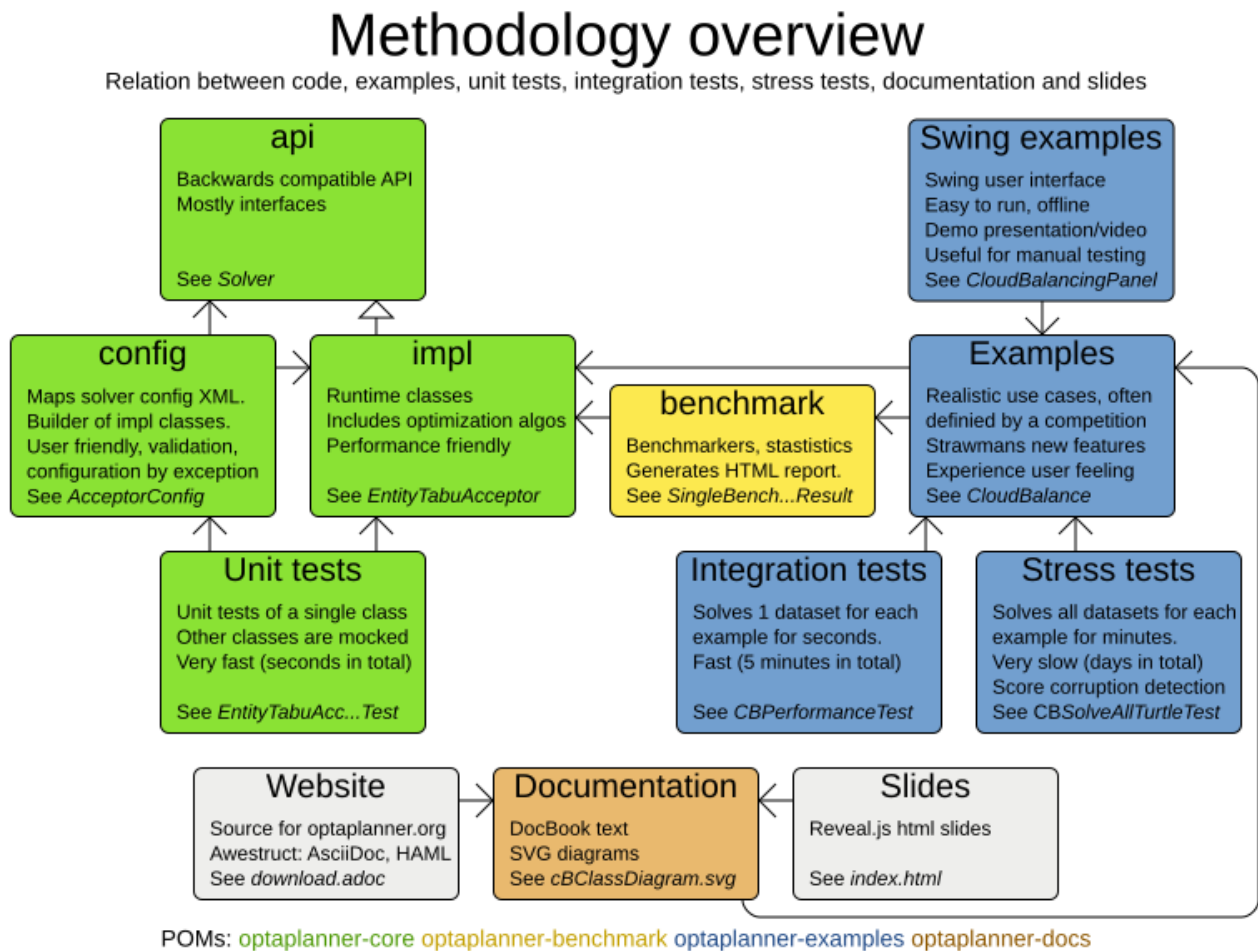 Methodology overview
Relation between code, examples, unit tests, integration tests, stress tests, documentation and slides
api
Backwards compatible API
Mostly interfaces
See Solver
Swing examples
Swing user interface
Easy to run, offline
Demo presentation/video
Useful for manual testing
See CloudBalancingPanel
config
Maps solver config XML.
Builder of impl classes.
User friendly, validation,
configuration by exception
See AcceptorConfig
impl
Runtime classes
Includes optimization algos
Performance friendly
See EntityTabuAcceptor
benchmark
Benchmarkers, stastistics
Generates HTML report.
See SingleBench...Result
Examples
Realistic use cases, often
definied by a competition
Strawmans new features
Experience user feeling
See CloudBalance
Unit tests
Unit tests of a single class
Other classes are mocked
Very fast (seconds in total)
See EntityTabuAcc...Test
Integration tests
Solves 1 dataset for each
example for seconds.
Fast (5 minutes in total)
See CBPerformanceTest
Stress tests
Solves all datasets for each
example for minutes.
Very slow (days in total)
Score corruption detection
See CBSolveAllTurtleTest
Website
Source for optaplanner.org
Awestruct: AsciiDoc, HAML
See download.adoc
Documentation
DocBook text
SVG diagrams
See cBClassDiagram.svg
Slides
Reveal.js html slides
See index.html
POMs: optaplanner-core optaplanner-benchmark optaplanner-examples optaplanner-docs